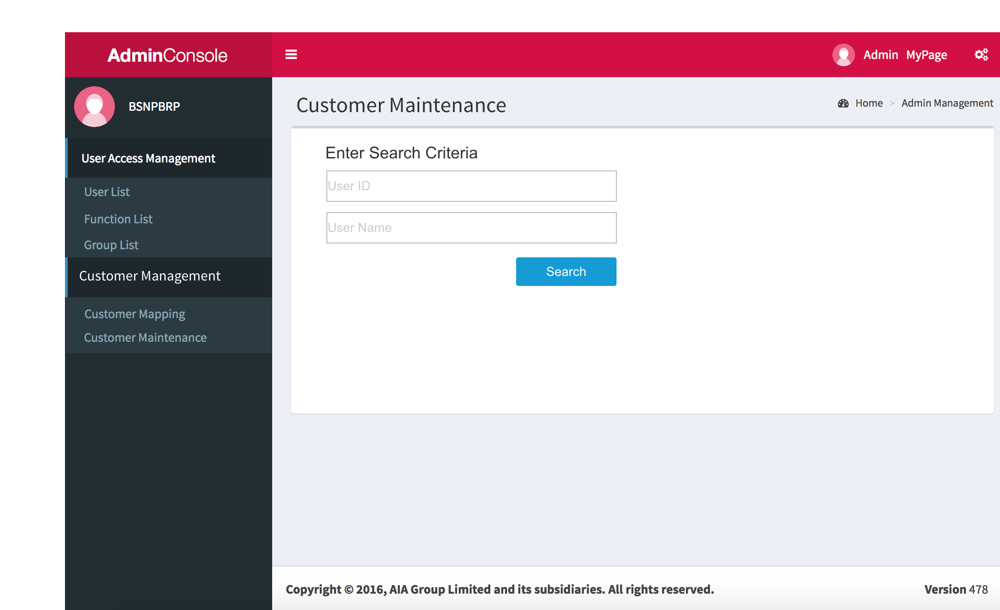 AdminConsole
Admin MyPage
BSNPBRP
Customer Maintenance
Home > Admin Management
User Access Management
User List
Function List
Group List
Customer Management
Customer Mapping
Customer Maintenance
Enter Search Criteria
User ID
User Name
Search
Copyright © 2016, AIA Group Limited and its subsidiaries. All rights reserved.
Version 478